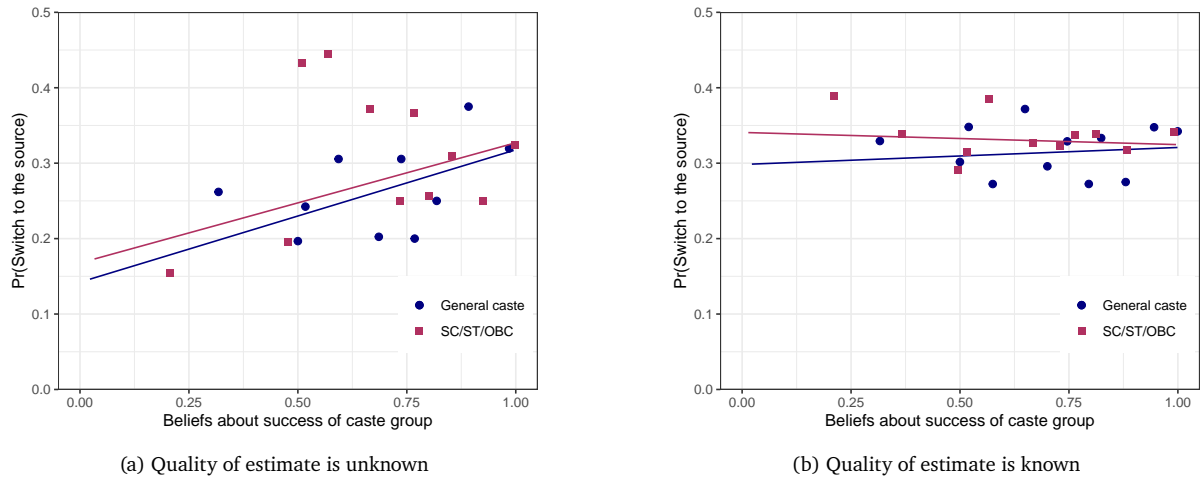 0.5
0.4
0.3
0.2
0.1
0.0
Pr(Switch to the source)
General caste
SC/ST/OBC
0.00
0.25
0.50
0.75
1.00
Beliefs about success of caste group
(a) Quality of estimate is unknown
0.5
0.4
0.3
0.2
0.1
0.0
Pr(Switch to the source)
General caste
SC/ST/OBC
0.00
0.25
0.50
0.75
1.00
Beliefs about success of caste group
(b) Quality of estimate is known